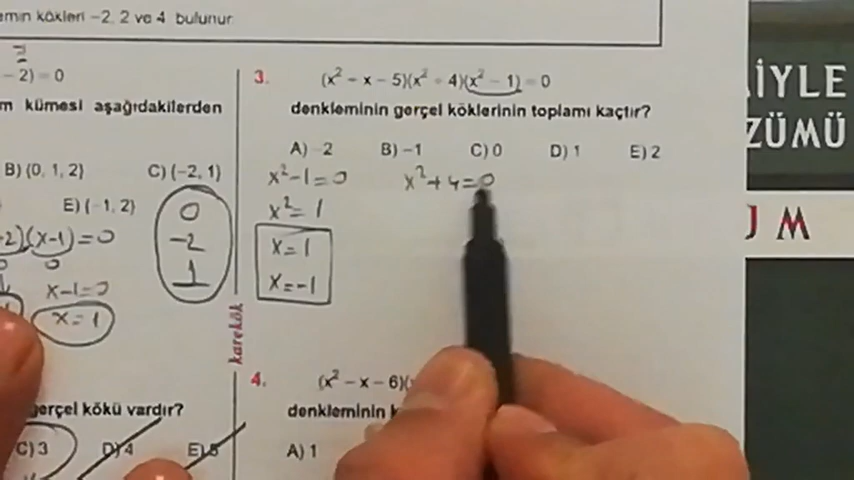 emin kökleri -2, 2 ve 4 bulunur
- 2) = 0
m kümesi aşağıdakilerden
B) {0, 1, 2}
C) {-2, 1}
E) {-1, 2}
-2)(x-1)=0
0
x-1=0
x=1
0
-2
1
gerçel kökü vardır?
C) 3
D) 4
E) 5
karekök
3.
(x² - x - 5)(x² + 4)(x² - 1) = 0
denkleminin gerçel köklerinin toplamı kaçtır?
A) -2
B) -1
C) 0
D) 1
E) 2
x²-1=0
x²+4=0
x²=1
x=1
x=-1
4.
(x² - x - 6)(
denkleminin k
A) 1
İYLE
ZÜMÜ
M